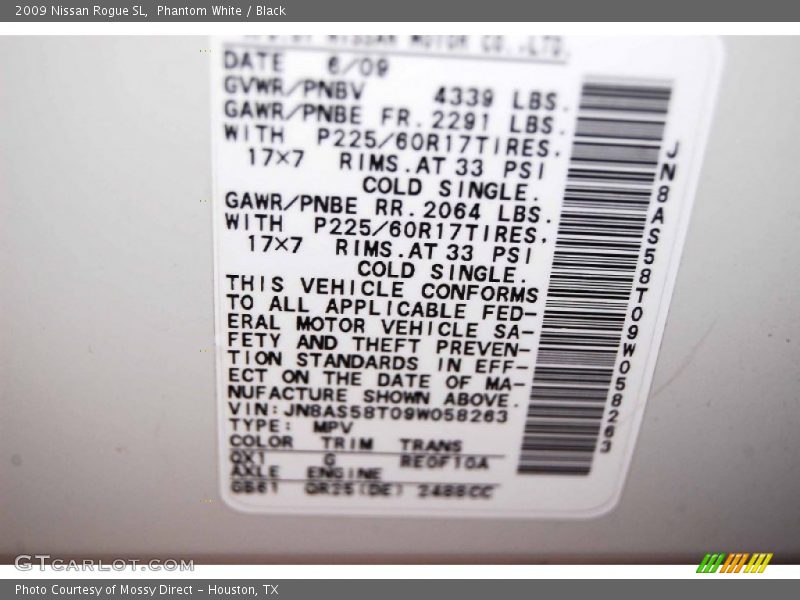 2009 Nissan Rogue SL,  Phantom White / Black
NISSAN MOTOR CO.,LTD.
DATE 6/09
GVWR/PNBV 4339 LBS.
GAWR/PNBE FR. 2291 LBS.
WITH P225/60R17TIRES.
17×7 RIMS.AT 33 PSI
COLD SINGLE.
GAWR/PNBE RR. 2064 LBS.
WITH P225/60R17TIRES.
17×7 RIMS.AT 33 PSI
COLD SINGLE.
THIS VEHICLE CONFORMS
TO ALL APPLICABLE FED-
ERAL MOTOR VEHICLE SA-
FETY AND THEFT PREVEN-
TION STANDARDS IN EFF-
ECT ON THE DATE OF MA-
NUFACTURE SHOWN ABOVE.
VIN: JN8AS58T09W058263
TYPE: MPV
COLOR TRIM TRANS
QX1 G RE0F10A
AXLE ENGINE
GB61 QR25(DE) 2488CC
JN8AS58T09W058263
GTCARLOT.COM
Photo Courtesy of Mossy Direct - Houston, TX